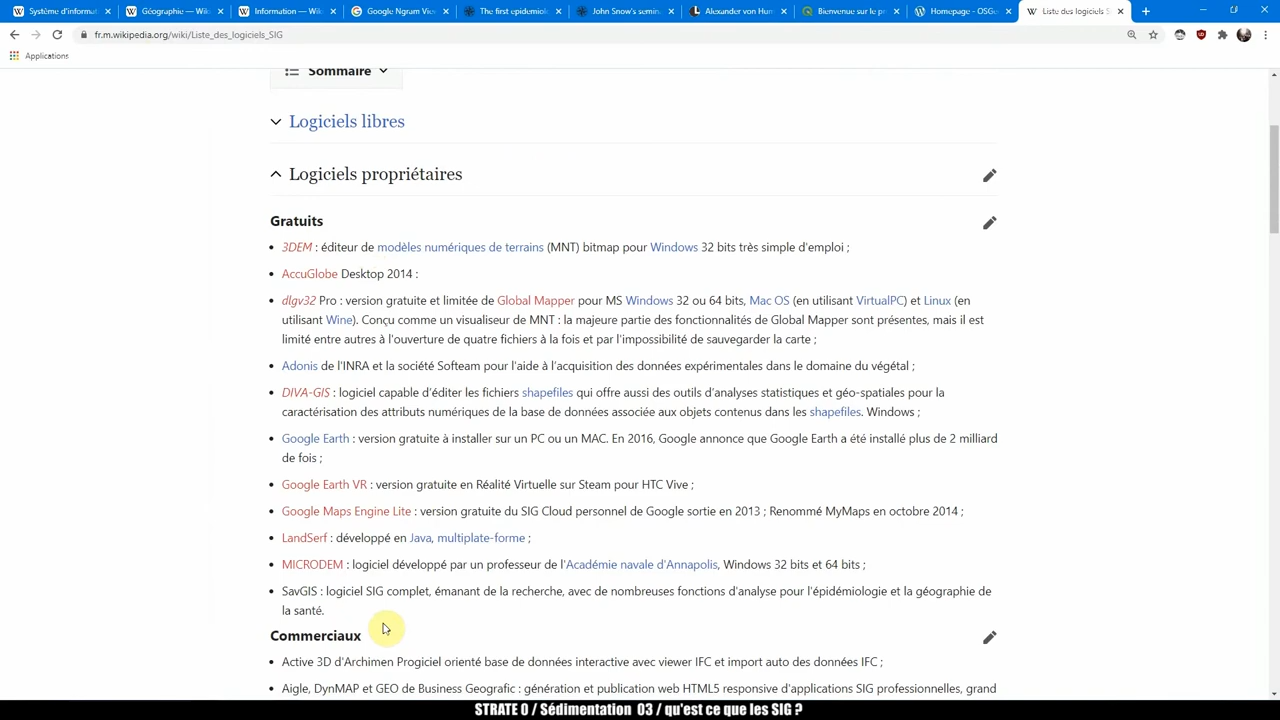 Système d'informat
Géographie — Wiki
Information — Wiki
Google Ngram Viev
The first epidemiol
John Snow's semin
Alexander von Hum
Bienvenue sur le pr
Homepage - OSGe
Liste des logiciels S
fr.m.wikipedia.org/wiki/Liste_des_logiciels_SIG
Applications
Sommaire
Logiciels libres
Logiciels propriétaires
Gratuits
• 3DEM : éditeur de modèles numériques de terrains (MNT) bitmap pour Windows 32 bits très simple d'emploi ;
• AccuGlobe Desktop 2014 :
• dlgv32 Pro : version gratuite et limitée de Global Mapper pour MS Windows 32 ou 64 bits, Mac OS (en utilisant VirtualPC) et Linux (en
utilisant Wine). Conçu comme un visualiseur de MNT : la majeure partie des fonctionnalités de Global Mapper sont présentes, mais il est
limité entre autres à l'ouverture de quatre fichiers à la fois et par l'impossibilité de sauvegarder la carte ;
• Adonis de l'INRA et la société Softeam pour l'aide à l'acquisition des données expérimentales dans le domaine du végétal ;
• DIVA-GIS : logiciel capable d'éditer les fichiers shapefiles qui offre aussi des outils d'analyses statistiques et géo-spatiales pour la
caractérisation des attributs numériques de la base de données associée aux objets contenus dans les shapefiles. Windows ;
• Google Earth : version gratuite à installer sur un PC ou un MAC. En 2016, Google annonce que Google Earth a été installé plus de 2 milliard
de fois ;
• Google Earth VR : version gratuite en Réalité Virtuelle sur Steam pour HTC Vive ;
• Google Maps Engine Lite : version gratuite du SIG Cloud personnel de Google sortie en 2013 ; Renommé MyMaps en octobre 2014 ;
• LandSerf : développé en Java, multiplate-forme ;
• MICRODEM : logiciel développé par un professeur de l'Académie navale d'Annapolis, Windows 32 bits et 64 bits ;
• SavGIS : logiciel SIG complet, émanant de la recherche, avec de nombreuses fonctions d'analyse pour l'épidémiologie et la géographie de
la santé.
Commerciaux
• Active 3D d'Archimen Progiciel orienté base de données interactive avec viewer IFC et import auto des données IFC ;
• Aigle, DynMAP et GEO de Business Geografic : génération et publication web HTML5 responsive d'applications SIG professionnelles, grand
STRATE 0 / Sédimentation 03 / qu'est ce que les SIG ?